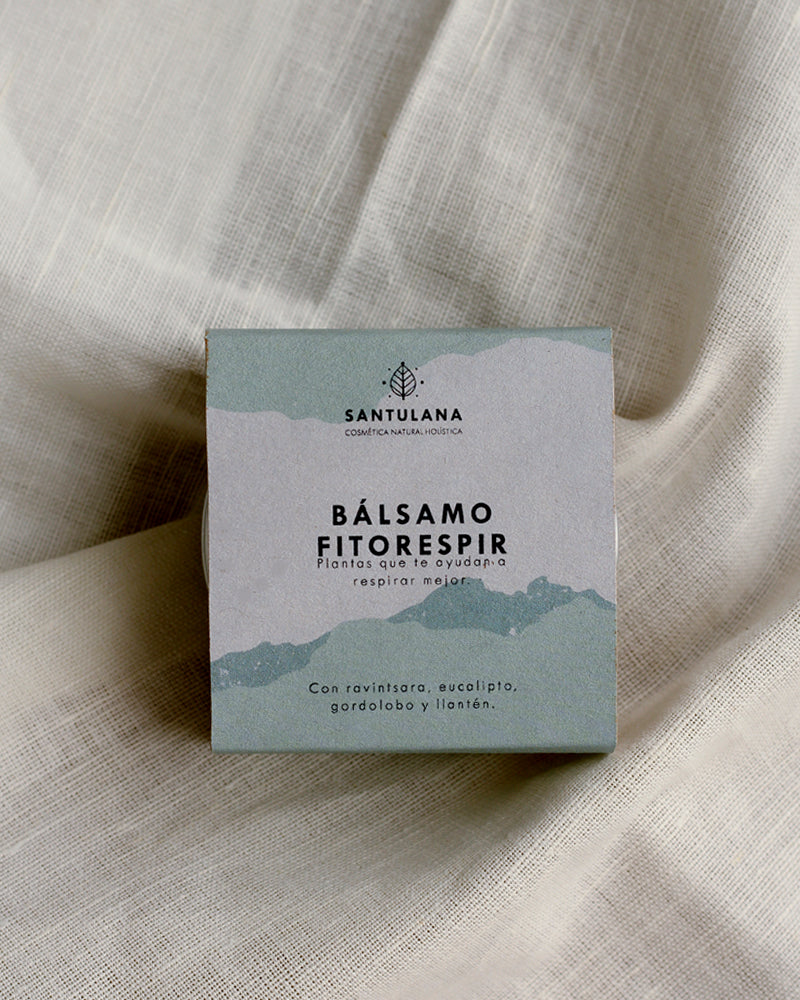 SANTULANA
COSMÉTICA NATURAL HOLÍSTICA
BÁLSAMO
FITORESPIR
Plantas que te ayudan a
respirar mejor.
Con ravintsara, eucalipto,
gordolobo y llantén.